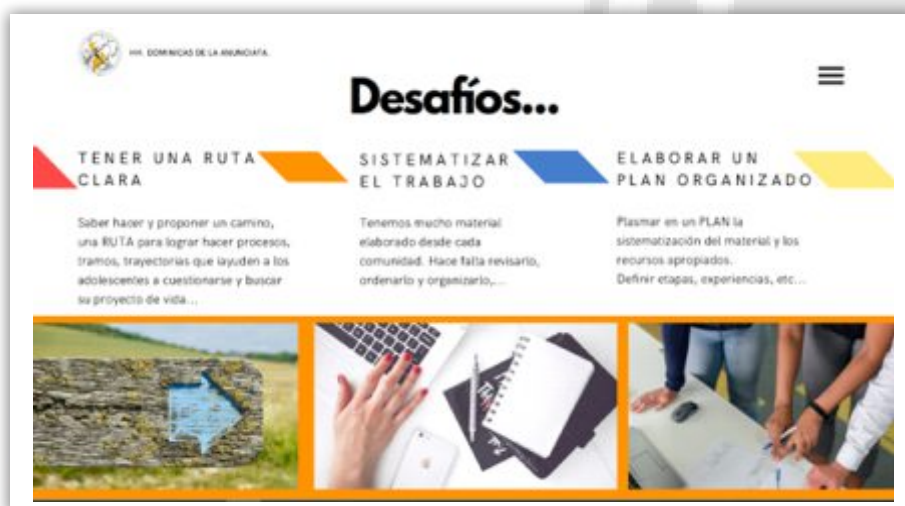 HH. DOMINICAS DE LA ANUNCIATA.
Desafíos...
TENER UNA RUTA
CLARA
Saber hacer y proponer un camino,
una RUTA para lograr hacer procesos,
tramos, trayectorias que iayuden a los
adolescentes a cuestionarse y buscar
su proyecto de vida...
SISTEMATIZAR
EL TRABAJO
Tenemos mucho material
elaborado desde cada
comunidad. Hace falta revisarlo,
ordenarlo y organizarlo,...
ELABORAR UN
PLAN ORGANIZADO
Plasmar en un PLAN la
sistematización del material y los
recursos apropiados.
Definir etapas, experiencias, etc...